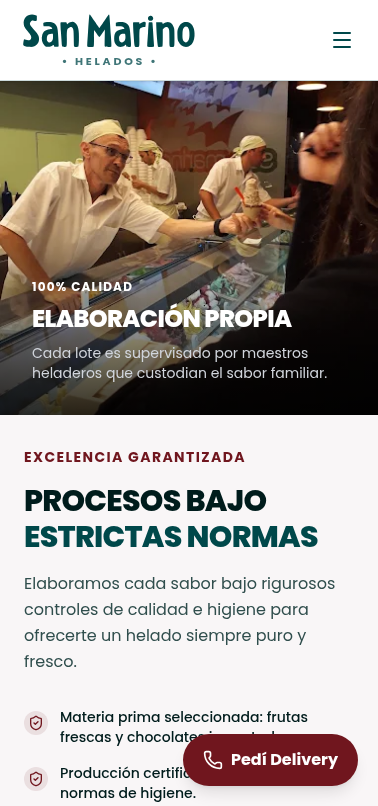 San Marino
• HELADOS •
100% CALIDAD
ELABORACIÓN PROPIA
Cada lote es supervisado por maestros
heladeros que custodian el sabor familiar.
EXCELENCIA GARANTIZADA
PROCESOS BAJO
ESTRICTAS NORMAS
Elaboramos cada sabor bajo rigurosos
controles de calidad e higiene para
ofrecerte un helado siempre puro y
fresco.
Materia prima seleccionada: frutas
frescas y chocolates
Pedí Delivery
Producción
normas de higiene.